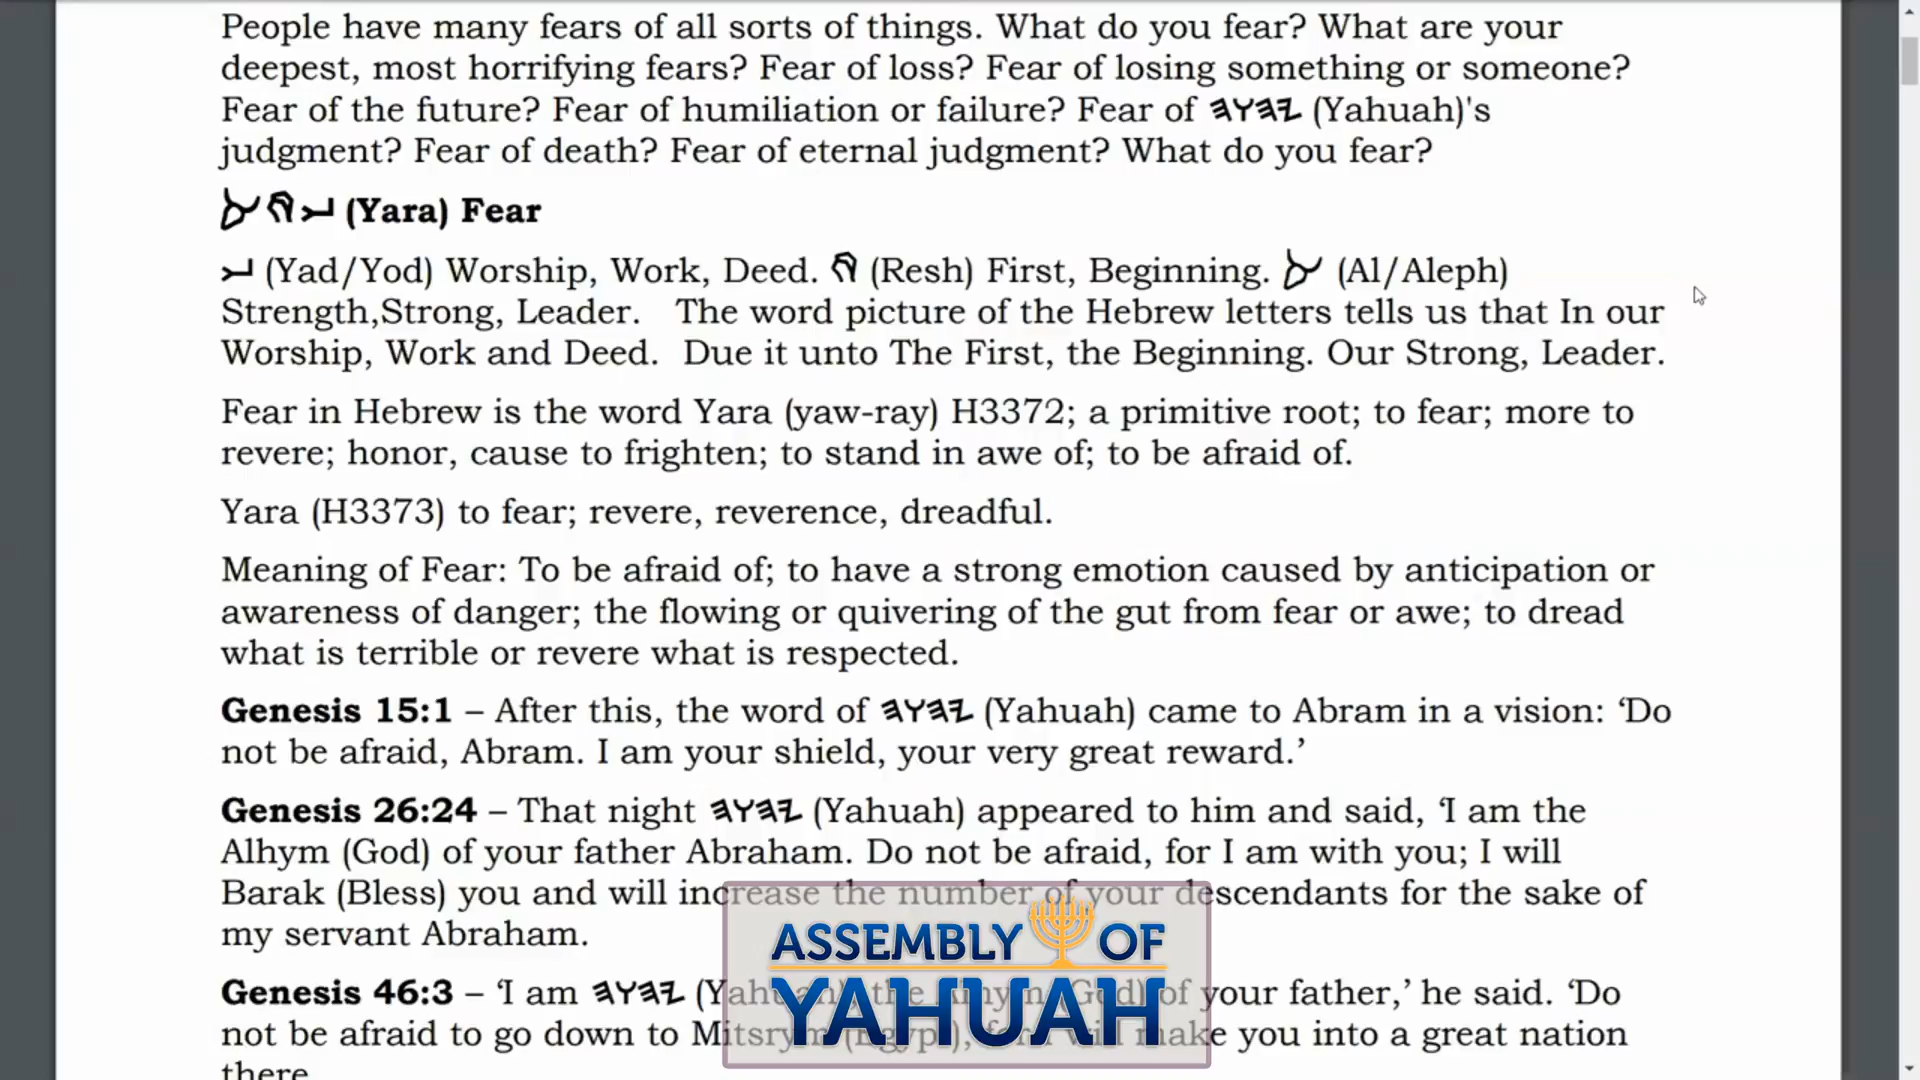 People have many fears of all sorts of things. What do you fear? What are your
deepest, most horrifying fears? Fear of loss? Fear of losing something or someone?
Fear of the future? Fear of humiliation or failure? Fear of 𐤉𐤄𐤅𐤄 (Yahuah)'s
judgment? Fear of death? Fear of eternal judgment? What do you fear?
(Yara) Fear
(Yad/Yod) Worship, Work, Deed. (Resh) First, Beginning. (Al/Aleph)
Strength,Strong, Leader. The word picture of the Hebrew letters tells us that In our
Worship, Work and Deed. Due it unto The First, the Beginning. Our Strong, Leader.
Fear in Hebrew is the word Yara (yaw-ray) H3372; a primitive root; to fear; more to
revere; honor, cause to frighten; to stand in awe of; to be afraid of.
Yara (H3373) to fear; revere, reverence, dreadful.
Meaning of Fear: To be afraid of; to have a strong emotion caused by anticipation or
awareness of danger; the flowing or quivering of the gut from fear or awe; to dread
what is terrible or revere what is respected.
Genesis 15:1 – After this, the word of 𐤉𐤄𐤅𐤄 (Yahuah) came to Abram in a vision: ‘Do
not be afraid, Abram. I am your shield, your very great reward.’
Genesis 26:24 – That night 𐤉𐤄𐤅𐤄 (Yahuah) appeared to him and said, ‘I am the
Alhym (God) of your father Abraham. Do not be afraid, for I am with you; I will
Barak (Bless) you and will increase the number of your descendants for the sake of
my servant Abraham.
Genesis 46:3 – ‘I am 𐤉𐤄𐤅𐤄 (Yahuah), the Alhym (God) of your father,’ he said. ‘Do
not be afraid to go down to Mitsrym (Egypt), for I will make you into a great nation
there
ASSEMBLY OF
YAHUAH